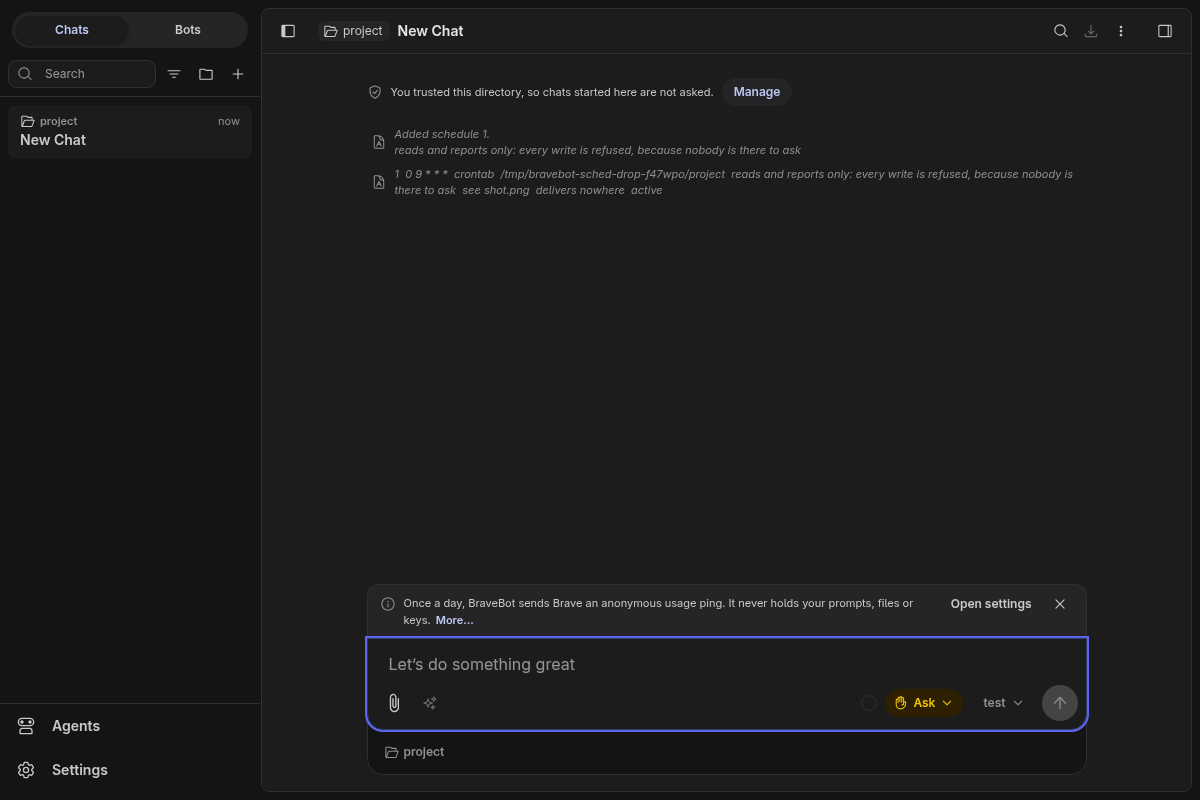 Chats
Bots
Search
project
now
New Chat
Agents
Settings
project
New Chat
You trusted this directory, so chats started here are not asked.
Manage
Added schedule 1.
reads and reports only: every write is refused, because nobody is there to ask
1 0 9 * * * crontab /tmp/bravebot-sched-drop-f47wpo/project reads and reports only: every write is refused, because nobody is
there to ask see shot.png delivers nowhere active
Once a day, BraveBot sends Brave an anonymous usage ping. It never holds your prompts, files or
keys. More...
Open settings
Let's do something great
Ask
test
project